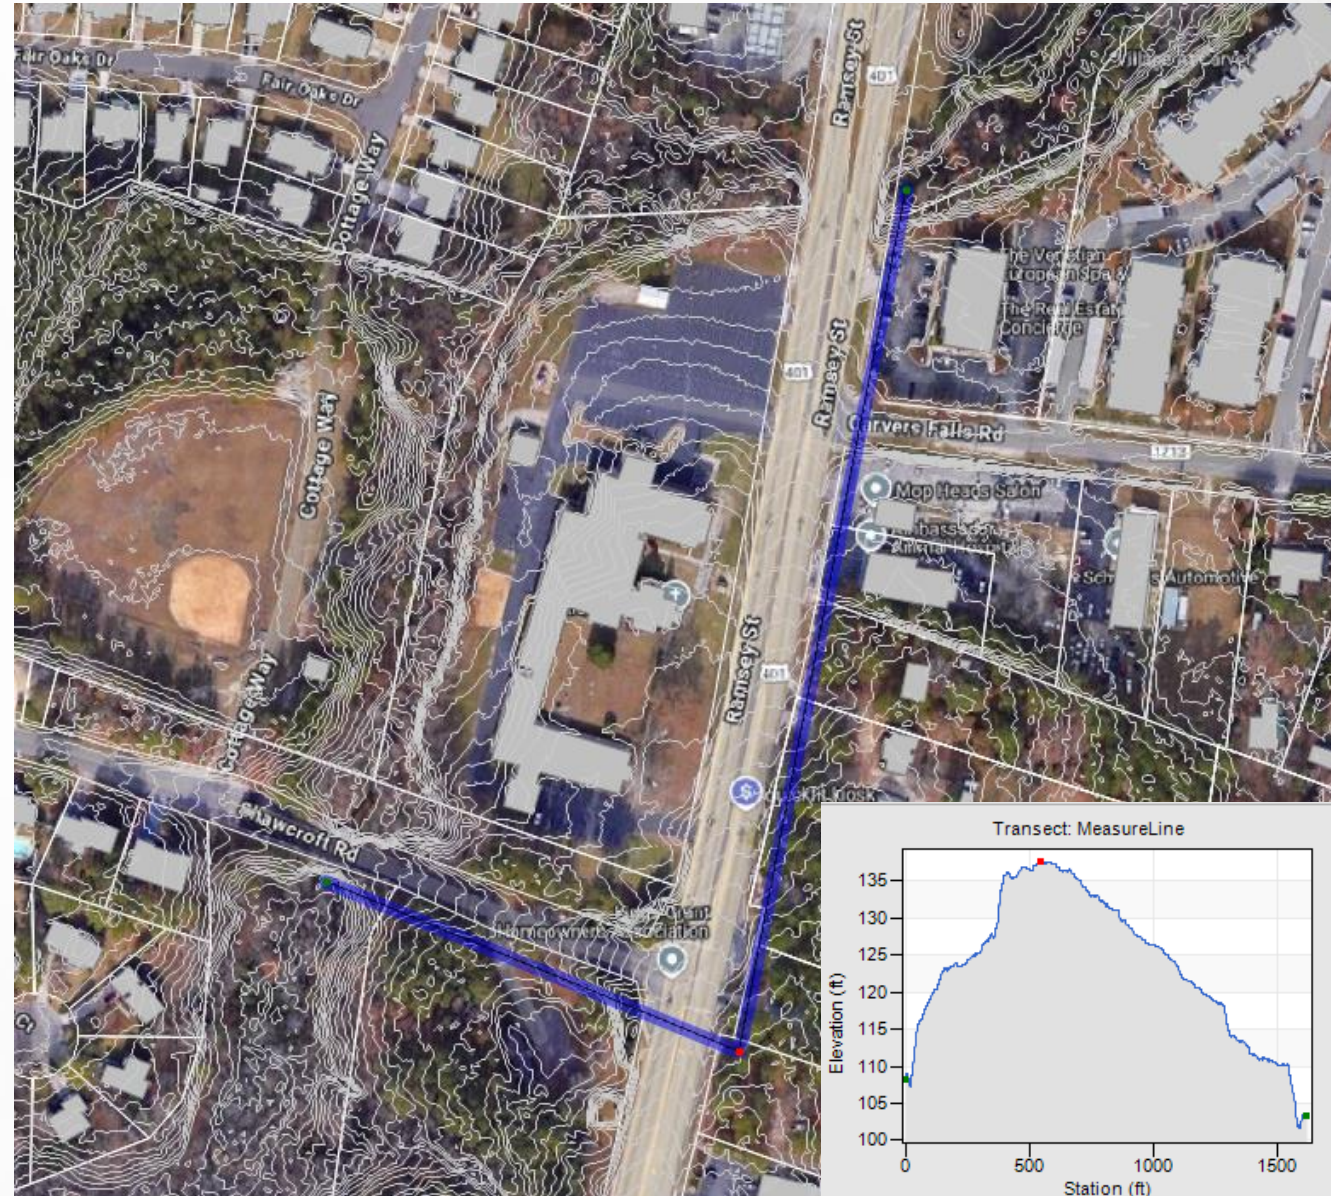 Fair Oaks Dr
Fair Oaks Dr
Cottage Way
Ramsey St
401
Ramsey St
401
The Real Estate
Concierge
Carvers Falls Rd
1213
Mop Heads Salon
Cottage Way
Automotive
Ramsey St
401
Cottage Way
Shawcroft Rd
Homeowners Association
Ct
Transect: MeasureLine
Elevation (ft)
135
130
125
120
115
110
105
100
0
500
1000
1500
Station (ft)